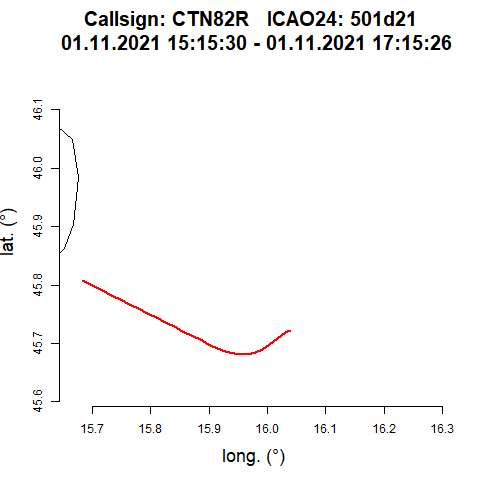 Callsign: CTN82R   ICAO24: 501d21
01.11.2021 15:15:30 - 01.11.2021 17:15:26
46.1
46.0
45.9
45.8
45.7
45.6
lat. (°)
15.7 15.8 15.9 16.0 16.1 16.2 16.3
long. (°)